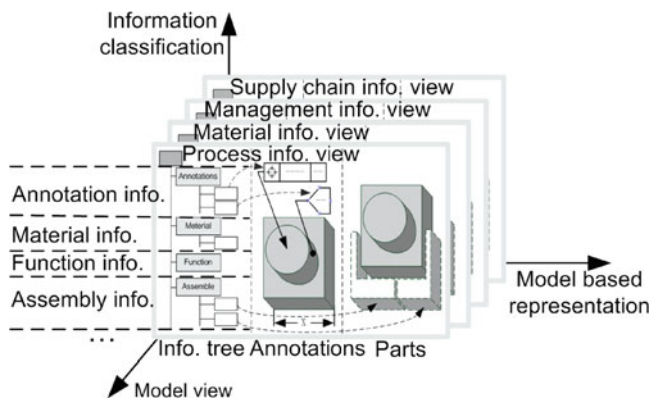 Information
classification
Supply chain info. view
Management info. view
Material info. view
Process info. view
Annotation info.
Annotations
Material info.
Material
Function info.
Function
Assembly info.
Assemble
...
X
Model based
representation
Info. tree Annotations Parts
Model view